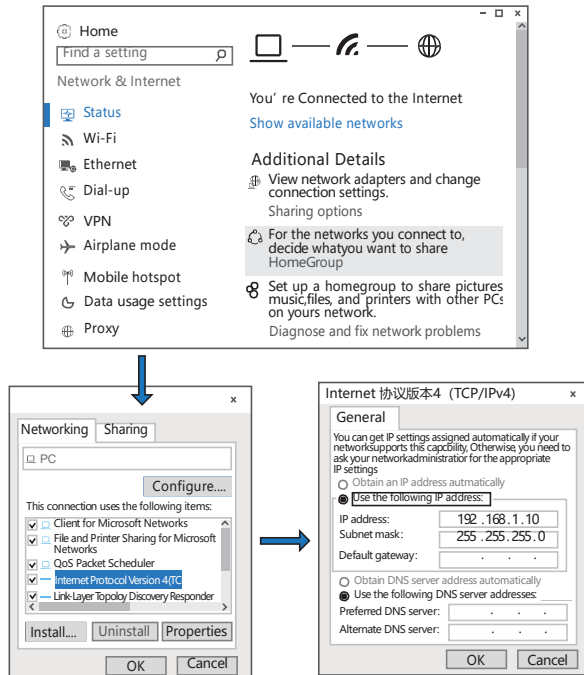 Home
Find a setting
Network & Internet
Status
Wi-Fi
Ethernet
Dial-up
VPN
Airplane mode
Mobile hotspot
Data usage settings
Proxy
You' re Connected to the Internet
Show available networks
Additional Details
View network adapters and change
connection settings.
Sharing options
For the networks you connect to,
decide whatyou want to share
HomeGroup
Set up a homegroup to share pictures
music,files, and printers with other PCs
on yours network.
Diagnose and fix network problems
x
Networking Sharing
PC
Configure....
This connection uses the following items:
Client for Microsoft Networks
File and Printer Sharing for Microsoft
Networks
QoS Packet Scheduler
Internet Protocol Version 4(TC
Link-Layer Topoloy Discovery Responder
Install.... Uninstall Properties
OK Cancel
Internet 协议版本4 (TCP/IPv4) x
General
You can get IP settings assigned automatically if your
networksupports this capcbility, Otherwise, you need to
ask your networkadministratior for the appropriate
IP settings
Obtain an IP address autmatically
Use the following IP address:
IP address: 192 .168.1.10
Subnet mask: 255 .255.255.0
Default gateway: . . .
Obtain DNS server address automatically
Use the following DNS server addresses:
Preferred DNS server: . . .
Alternate DNS server: . . .
OK Cancel